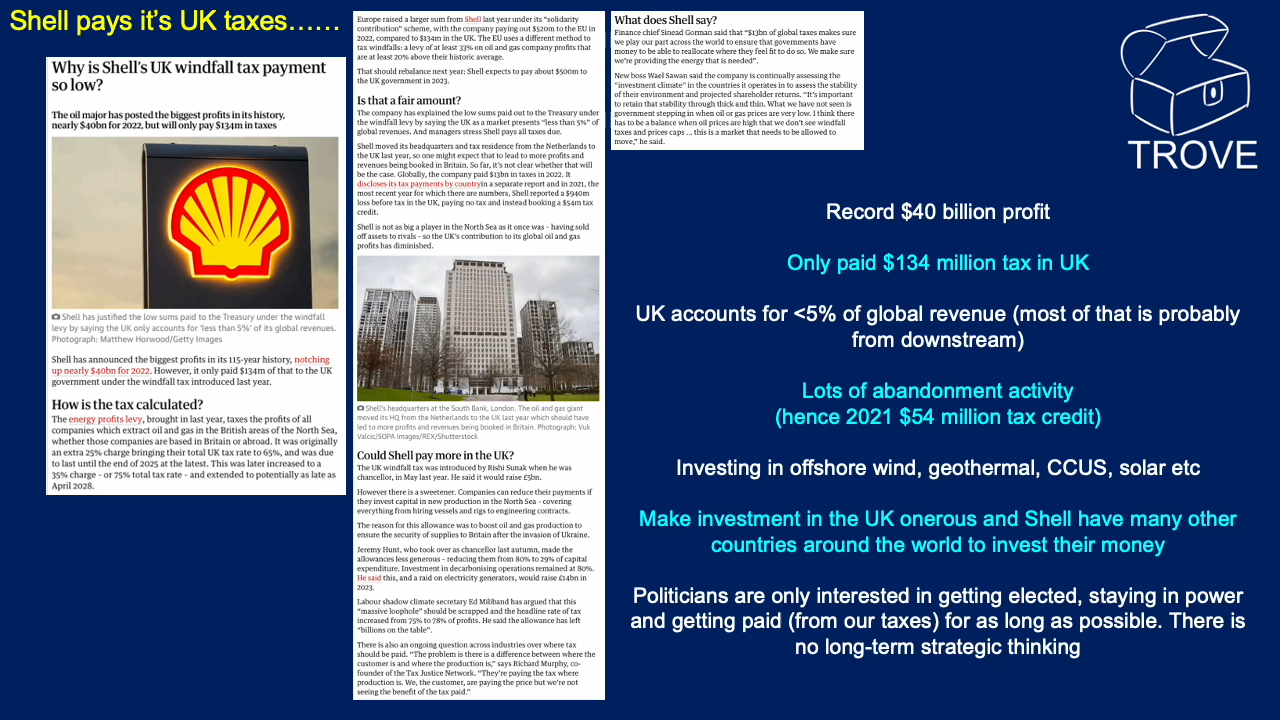 Shell pays it's UK taxes……
Why is Shell's UK windfall tax payment
so low?
The oil major has posted the biggest profits in its history,
nearly $40bn for 2022, but will only pay $134m in taxes
Shell has justified the low sums paid to the Treasury under the windfall
levy by saying the UK only accounts for 'less than 5%' of its global revenues.
Photograph: Matthew Horwood/Getty Images
Shell has announced the biggest profits in its 115-year history, notching
up nearly $40bn for 2022. However, it only paid $134m of that to the UK
government under the windfall tax introduced last year.
How is the tax calculated?
The energy profits levy, brought in last year, taxes the profits of all
companies which extract oil and gas in the British areas of the North Sea,
whether those companies are based in Britain or abroad. It was originally
an extra 25% charge bringing their total UK tax rate to 65%, and was due
to last until the end of 2025 at the latest. This was later increased to a
35% charge – or 75% total tax rate – and extended to potentially as late as
April 2028.
Europe raised a larger sum from Shell last year under its "solidarity
contribution" scheme, with the company paying out $520m to the EU in
2022, compared to $134m in the UK. The EU uses a different method to
tax windfalls: a levy of at least 33% on oil and gas company profits that
are at least 20% above their historic average.
That should rebalance next year: Shell expects to pay about $500m to
the UK government in 2023.
Is that a fair amount?
The company has explained the low sums paid out to the Treasury under
the windfall levy by saying the UK as a market presents "less than 5%" of
global revenues. And managers stress Shell pays all taxes due.
Shell moved its headquarters and tax residence from the Netherlands to
the UK last year, so one might expect that to lead to more profits and
revenues being booked in Britain. So far, it's not clear whether that will
be the case. Globally, the company paid $13bn in taxes in 2022. It
discloses its tax payments by countryin a separate report and in 2021, the
most recent year for which there are numbers, Shell reported a $940m
loss before tax in the UK, paying no tax and instead booking a $54m tax
credit.
Shell is not as big a player in the North Sea as it once was – having sold
off assets to rivals – so the UK's contribution to its global oil and gas
profits has diminished.
Shell's headquarters at the South Bank, London. The oil and gas giant
moved its HQ from the Netherlands to the UK last year which should have
led to more profits and revenues being booked in Britain. Photograph: Vuk
Valcic/SOPA Images/REX/Shutterstock
Could Shell pay more in the UK?
The UK windfall tax was introduced by Rishi Sunak when he was
chancellor, in May last year. He said it would raise £5bn.
However there is a sweetener. Companies can reduce their payments if
they invest capital in new production in the North Sea – covering
everything from hiring vessels and rigs to engineering contracts.
The reason for this allowance was to boost oil and gas production to
ensure the security of supplies to Britain after the invasion of Ukraine.
Jeremy Hunt, who took over as chancellor last autumn, made the
allowances less generous – reducing them from 80% to 29% of capital
expenditure. Investment in decarbonising operations remained at 80%.
He said this, and a raid on electricity generators, would raise £14bn in
2023.
Labour shadow climate secretary Ed Miliband has argued that this
"massive loophole" should be scrapped and the headline rate of tax
increased from 75% to 78% of profits. He said the allowance has left
"billions on the table".
There is also an ongoing question across industries over where tax
should be paid. "The problem is there is a difference between where the
customer is and where the production is," says Richard Murphy, co-
founder of the Tax Justice Network. "They're paying the tax where
production is. We, the customer, are paying the price but we're not
seeing the benefit of the tax paid."
What does Shell say?
Finance chief Sinead Gorman said that "$13bn of global taxes makes sure
we play our part across the world to ensure that governments have
money to be able to reallocate where they feel fit to do so. We make sure
we're providing the energy that is needed".
New boss Wael Sawan said the company is continually assessing the
"investment climate" in the countries it operates in to assess the stability
of their environment and projected shareholder returns. "It's important
to retain that stability through thick and thin. What we have not seen is
government stepping in when oil or gas prices are very low. I think there
has to be a balance when oil prices are high that we don't see windfall
taxes and prices caps ... this is a market that needs to be allowed to
move," he said.
TROVE
Record $40 billion profit
Only paid $134 million tax in UK
UK accounts for <5% of global revenue (most of that is probably
from downstream)
Lots of abandonment activity
(hence 2021 $54 million tax credit)
Investing in offshore wind, geothermal, CCUS, solar etc
Make investment in the UK onerous and Shell have many other
countries around the world to invest their money
Politicians are only interested in getting elected, staying in power
and getting paid (from our taxes) for as long as possible. There is
no long-term strategic thinking